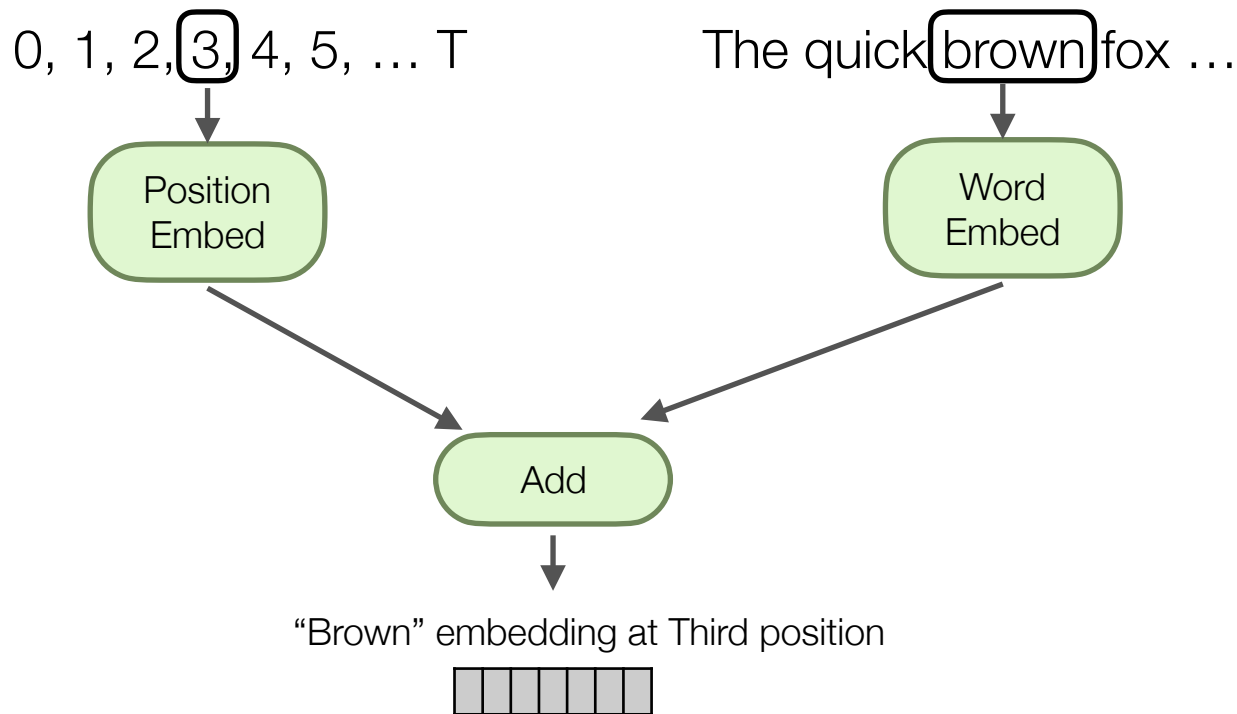 0, 1, 2, 3, 4, 5, … T
The quick brown fox …
Position
Embed
Word
Embed
Add
“Brown” embedding at Third position